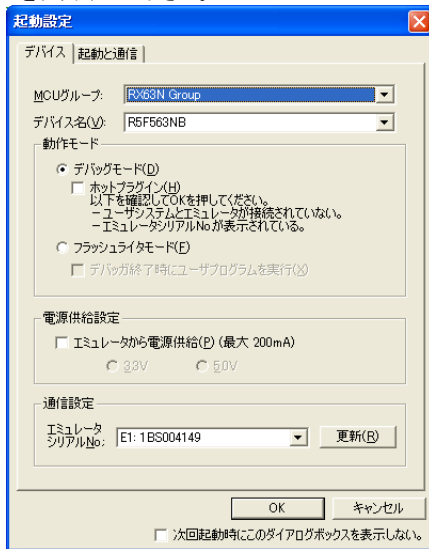 起動設定
デバイス 起動と通信
MCUグループ: RX63N Group
デバイス名(V): R5F563NB
動作モード
デバッグモード(D)
ホットプラグイン(H)
以下を確認してOKを押してください。
－ユーザシステムとエミュレータが接続されていない。
－エミュレータシリアルNoが表示されている。
フラッシュライタモード(F)
デバッガ終了時にユーザプログラムを実行(X)
電源供給設定
エミュレータから電源供給(P) (最大 200mA)
3.3V 5.0V
通信設定
エミュレータ
シリアルNo: E1: 1BS004149 更新(R)
OK キャンセル
次回起動時にこのダイアログボックスを表示しない。